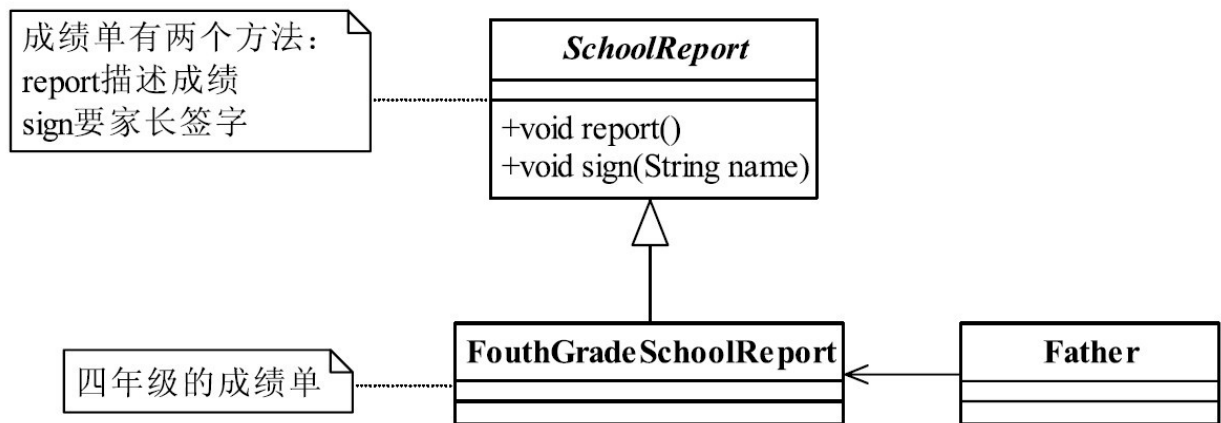 成绩单有两个方法：
report描述成绩
sign要家长签字
SchoolReport
+void report()
+void sign(String name)
四年级的成绩单
FouthGradeSchoolReport
Father